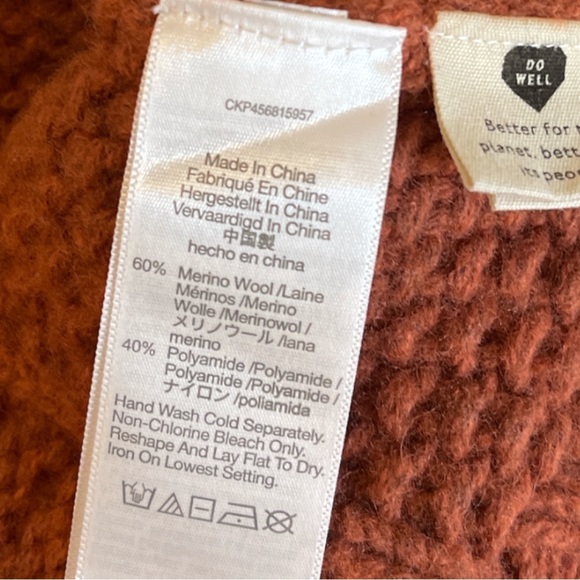 CKP456815957
Made In China
Fabriqué En Chine
Hergestellt In China
Vervaardigd In China
中国製
hecho en china
60% Merino Wool /Laine
Mérinos /Merino
Wolle /Merinowol /
メリノウール /lana
merino
40% Polyamide /Polyamide /
Polyamide /Polyamide /
ナイロン /poliamida
Hand Wash Cold Separately.
Non-Chlorine Bleach Only.
Reshape And Lay Flat To Dry.
Iron On Lowest Setting.
DO
WELL
Better for
planet, bett
its peo